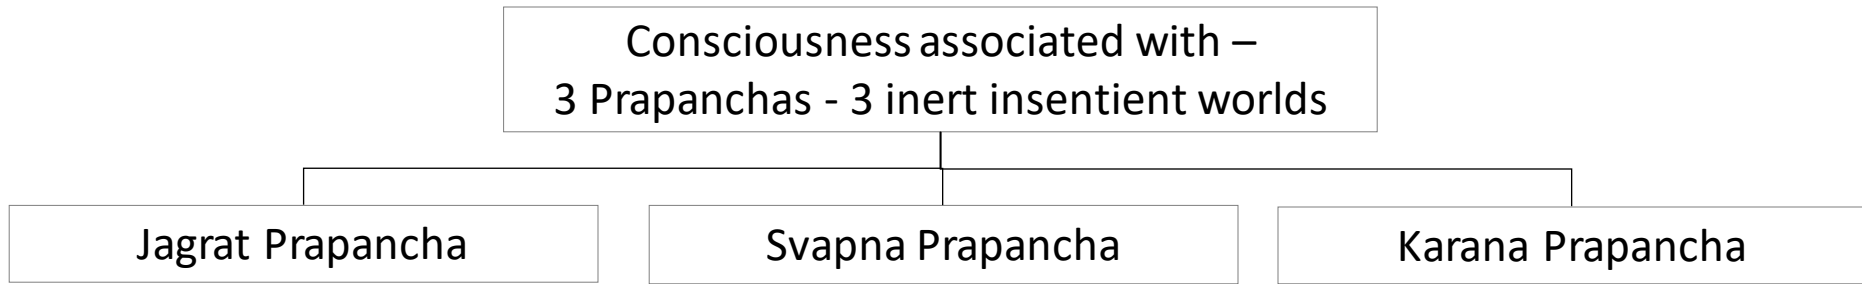 Consciousness associated with –
3 Prapanchas - 3 inert insentient worlds
Jagrat Prapancha
Svapna Prapancha
Karana Prapancha